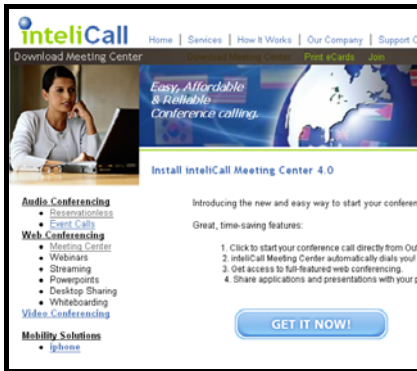 inteliCall
Home | Services | How It Works | Our Company | Support C
Download Meeting Center
Download Meeting Center Print eCards Join
Easy, Affordable
& Reliable
Conference calling.
Install inteliCall Meeting Center 4.0
Audio Conferencing
Reservationless
Event Calls
Web Conferencing
Meeting Center
Webinars
Streaming
Powerpoints
Desktop Sharing
Whiteboarding
Video Conferencing
Mobility Solutions
iphone
Introducing the new and easy way to start your conferen
Great, time-saving features:
1. Click to start your conference call directly from Out
2. inteliCall Meeting Center automatically dials you!
3. Get access to full-featured web conferencing.
4. Share applications and presentations with your p
GET IT NOW!